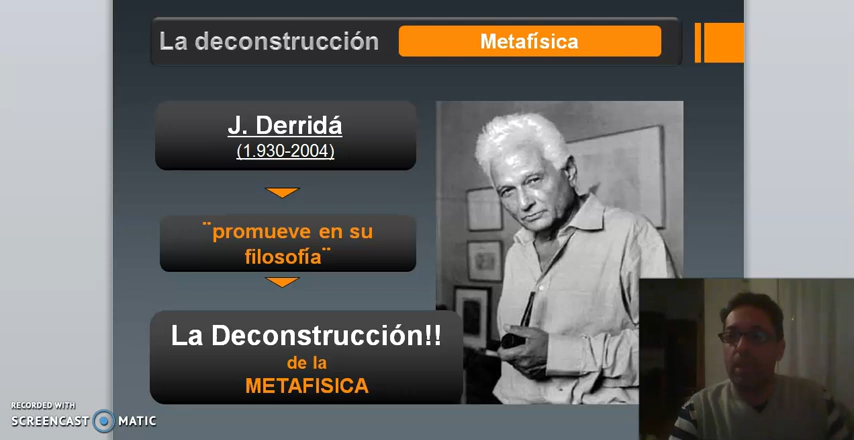 La deconstrucción
Metafísica
J. Derridá
(1.930-2004)
¨promueve en su
filosofía¨
La Deconstrucción!!
de la
METAFISICA
RECORDED WITH
SCREENCAST MATIC